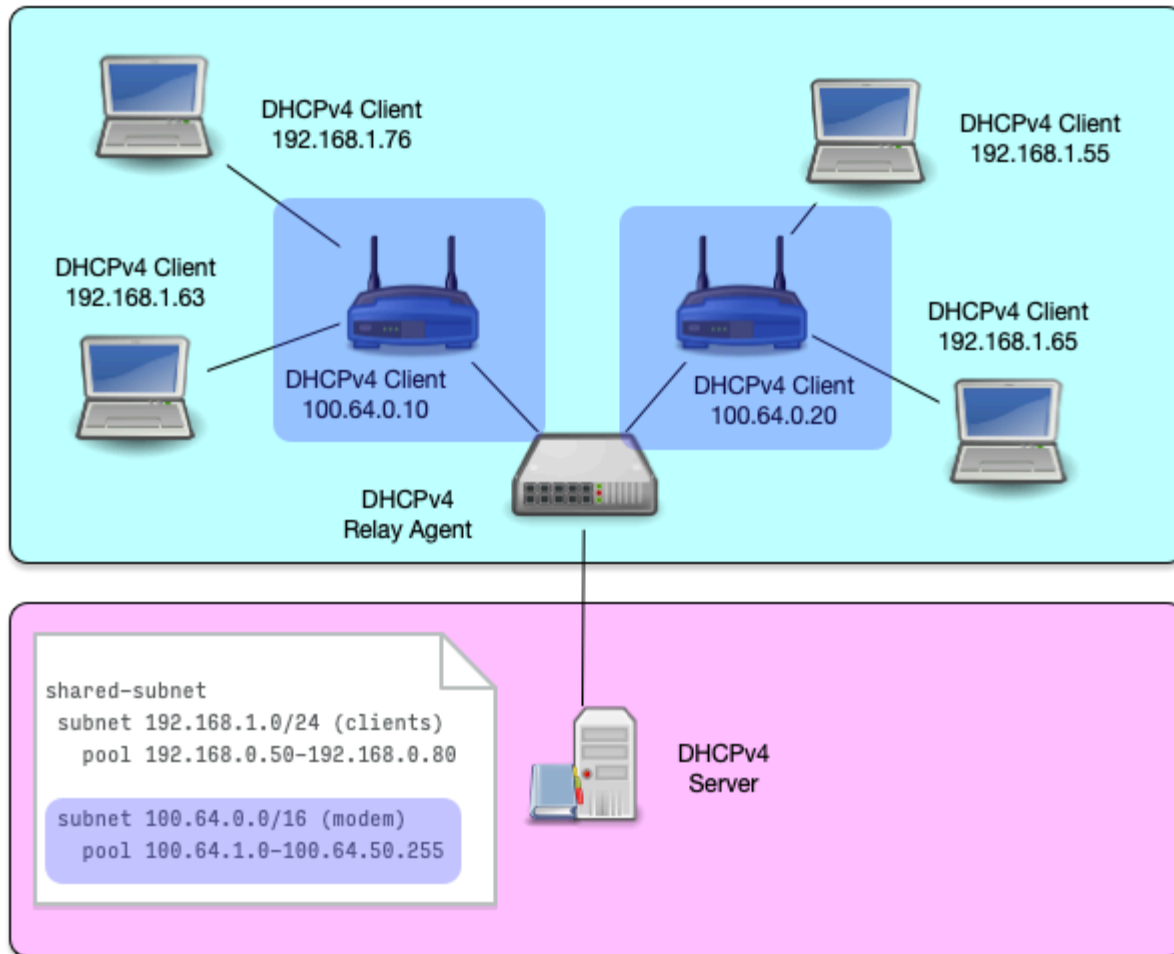 DHCPv4 Client
192.168.1.76
DHCPv4 Client
192.168.1.55
DHCPv4 Client
192.168.1.63
DHCPv4 Client
192.168.1.65
DHCPv4 Client
100.64.0.10
DHCPv4 Client
100.64.0.20
DHCPv4
Relay Agent
shared-subnet
subnet 192.168.1.0/24 (clients)
pool 192.168.0.50-192.168.0.80
subnet 100.64.0.0/16 (modem)
pool 100.64.1.0-100.64.50.255
DHCPv4
Server